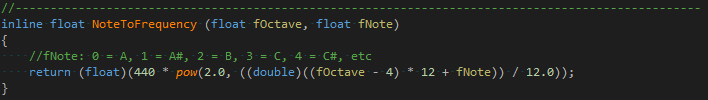 //--------------------------------------------------------------------------------------------------
inline float NoteToFrequency (float fOctave, float fNote)
{
    //fNote: 0 = A, 1 = A#, 2 = B, 3 = C, 4 = C#, etc
    return (float)(440 * pow(2.0, ((double)((fOctave - 4) * 12 + fNote)) / 12.0));
}